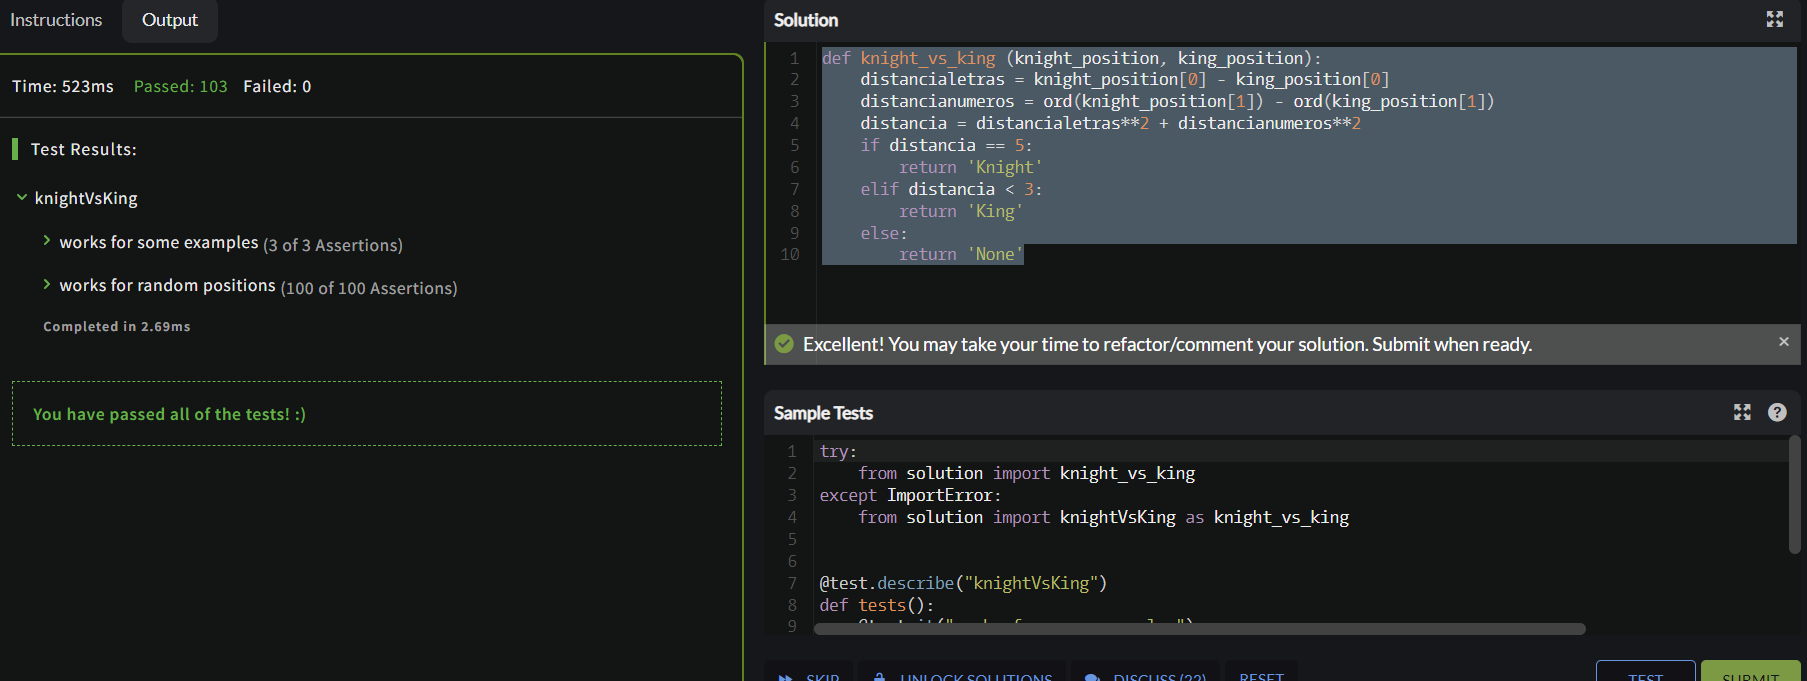 Instructions
Output
Time: 523ms Passed: 103 Failed: 0
Test Results:
knightVsKing
works for some examples (3 of 3 Assertions)
works for random positions (100 of 100 Assertions)
Completed in 2.69ms
You have passed all of the tests! :)
Solution
1 def knight_vs_king (knight_position, king_position):
2     distancialetras = knight_position[0] - king_position[0]
3     distancianumeros = ord(knight_position[1]) - ord(king_position[1])
4     distancia = distancialetras**2 + distancianumeros**2
5     if distancia == 5:
6         return 'Knight'
7     elif distancia < 3:
8         return 'King'
9     else:
10         return 'None'
Excellent! You may take your time to refactor/comment your solution. Submit when ready.
Sample Tests
1 try:
2     from solution import knight_vs_king
3 except ImportError:
4     from solution import knightVsKing as knight_vs_king
5
6
7 @test.describe("knightVsKing")
8 def tests():
9
SKIP UNLOCK SOLUTIONS DISCUSS (22) RESET TEST SUBMIT